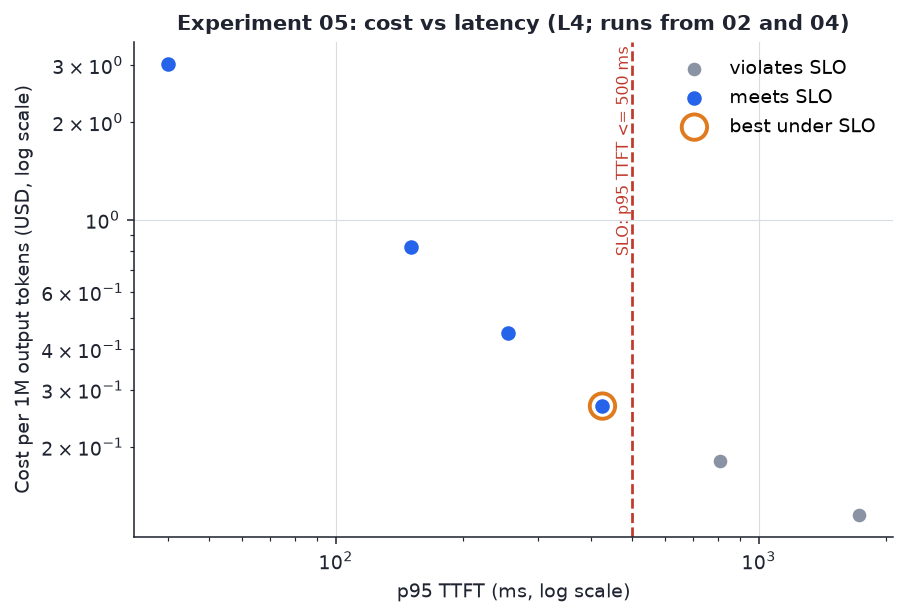 Experiment 05: cost vs latency (L4; runs from 02 and 04)
violates SLO
meets SLO
best under SLO
SLO: p95 TTFT <= 500 ms
Cost per 1M output tokens (USD, log scale)
3 × 10⁰
2 × 10⁰
10⁰
6 × 10⁻¹
4 × 10⁻¹
3 × 10⁻¹
2 × 10⁻¹
10²
10³
p95 TTFT (ms, log scale)